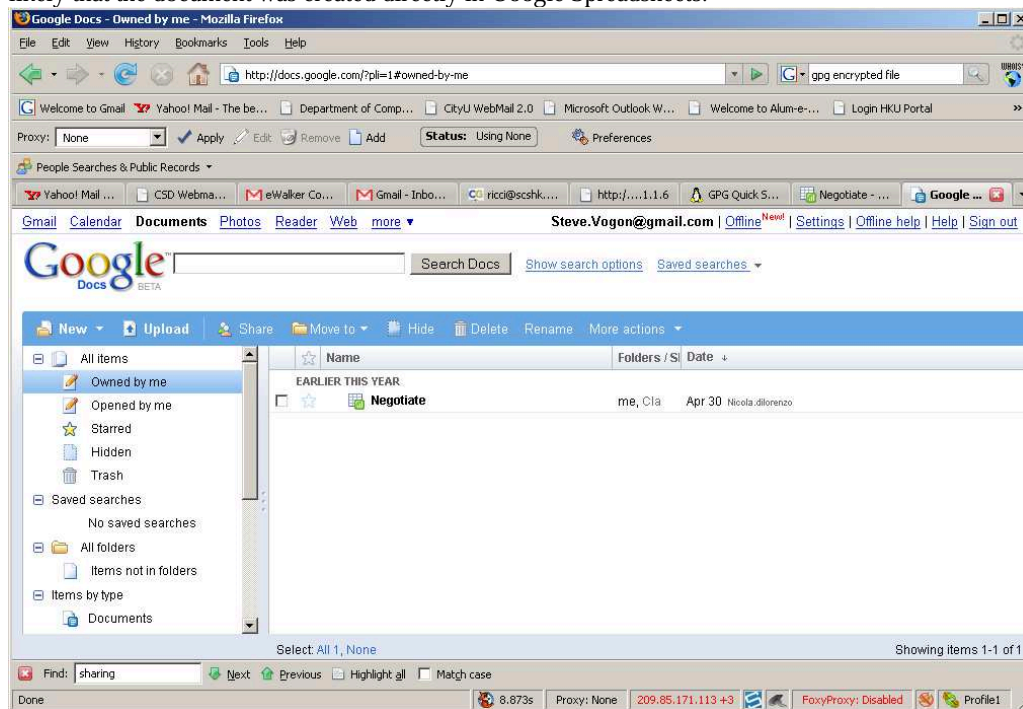 likely that the document was created directly in Google Spreadsheets.
Google Docs - Owned by me - Mozilla Firefox
File Edit View History Bookmarks Tools Help
http://docs.google.com/?pli=1#owned-by-me
gpg encrypted file
Welcome to Gmail Yahoo! Mail - The be... Department of Comp... CityU WebMail 2.0 Microsoft Outlook W... Welcome to Alum-e-... Login HKU Portal »
Proxy: None Apply Edit Remove Add Status: Using None Preferences
People Searches & Public Records
Yahoo! Mail ... CSD Webma... eWalker Co... Gmail - Inbo... ricci@scshk.... http:/....1.1.6 GPG Quick S... Negotiate - ... Google ...
Gmail Calendar Documents Photos Reader Web more ▼ Steve.Vogon@gmail.com | Offline New! | Settings | Offline help | Help | Sign out
Google Docs BETA Search Docs Show search options Saved searches
New Upload Share Move to Hide Delete Rename More actions
All items
Name Folders / S Date ↓
Owned by me
EARLIER THIS YEAR
Negotiate me, Cla Apr 30 Nicola.dilorenzo
Opened by me
Starred
Hidden
Trash
Saved searches
No saved searches
All folders
Items not in folders
Items by type
Documents
Select: All 1, None Showing items 1-1 of 1
Find: sharing Next Previous Highlight all Match case
Done 8.873s Proxy: None 209.85.171.113 +3 FoxyProxy: Disabled Profile1